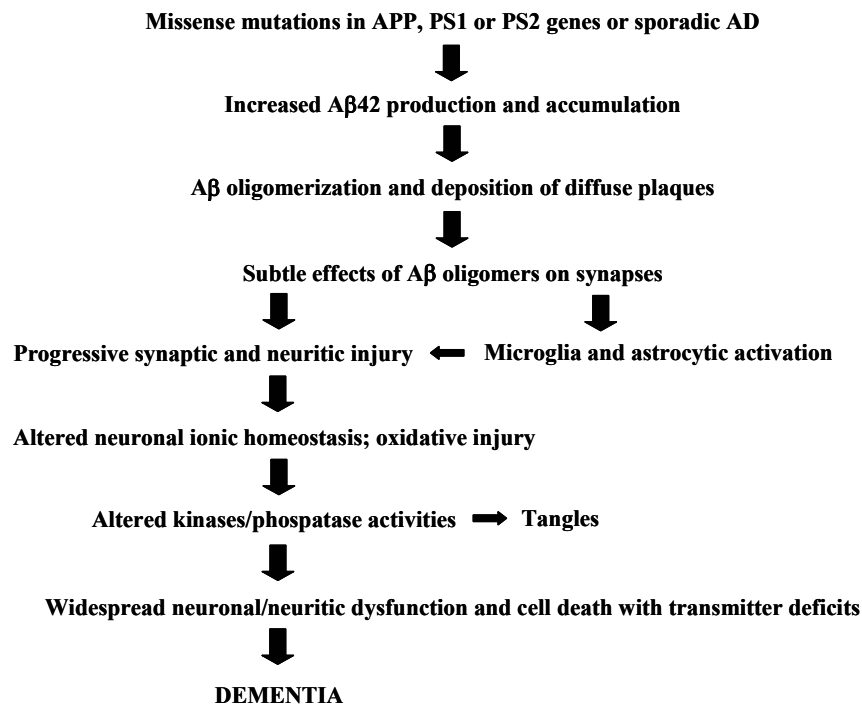 Missense mutations in APP, PS1 or PS2 genes or sporadic AD
Increased Aβ42 production and accumulation
Aβ oligomerization and deposition of diffuse plaques
Subtle effects of Aβ oligomers on synapses
Progressive synaptic and neuritic injury
Microglia and astrocytic activation
Altered neuronal ionic homeostasis; oxidative injury
Altered kinases/phospatase activities
Tangles
Widespread neuronal/neuritic dysfunction and cell death with transmitter deficits
DEMENTIA